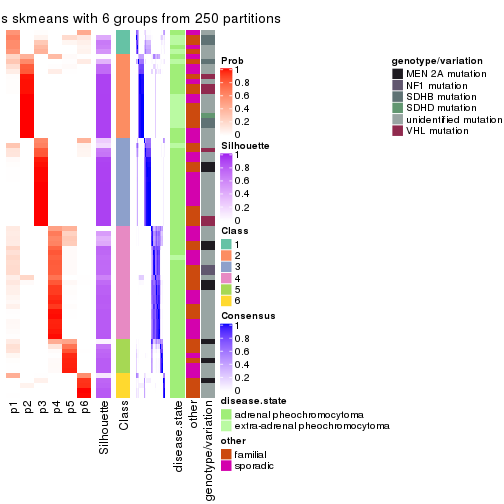 s skmeans with 6 groups from 250 partitions
Prob
1
0.8
0.6
0.4
0.2
0
Silhouette
1
0.8
0.6
0.4
0.2
0
Class
1
2
3
4
5
6
Consensus
1
0.8
0.6
0.4
0.2
0
disease.state
adrenal pheochromocytoma
extra-adrenal pheochromocytoma
other
familial
sporadic
genotype/variation
MEN 2A mutation
NF1 mutation
SDHB mutation
SDHD mutation
unidentified mutation
VHL mutation
p1
p2
p3
p4
p5
p6
Silhouette
Class
disease.state
other
genotype/variation